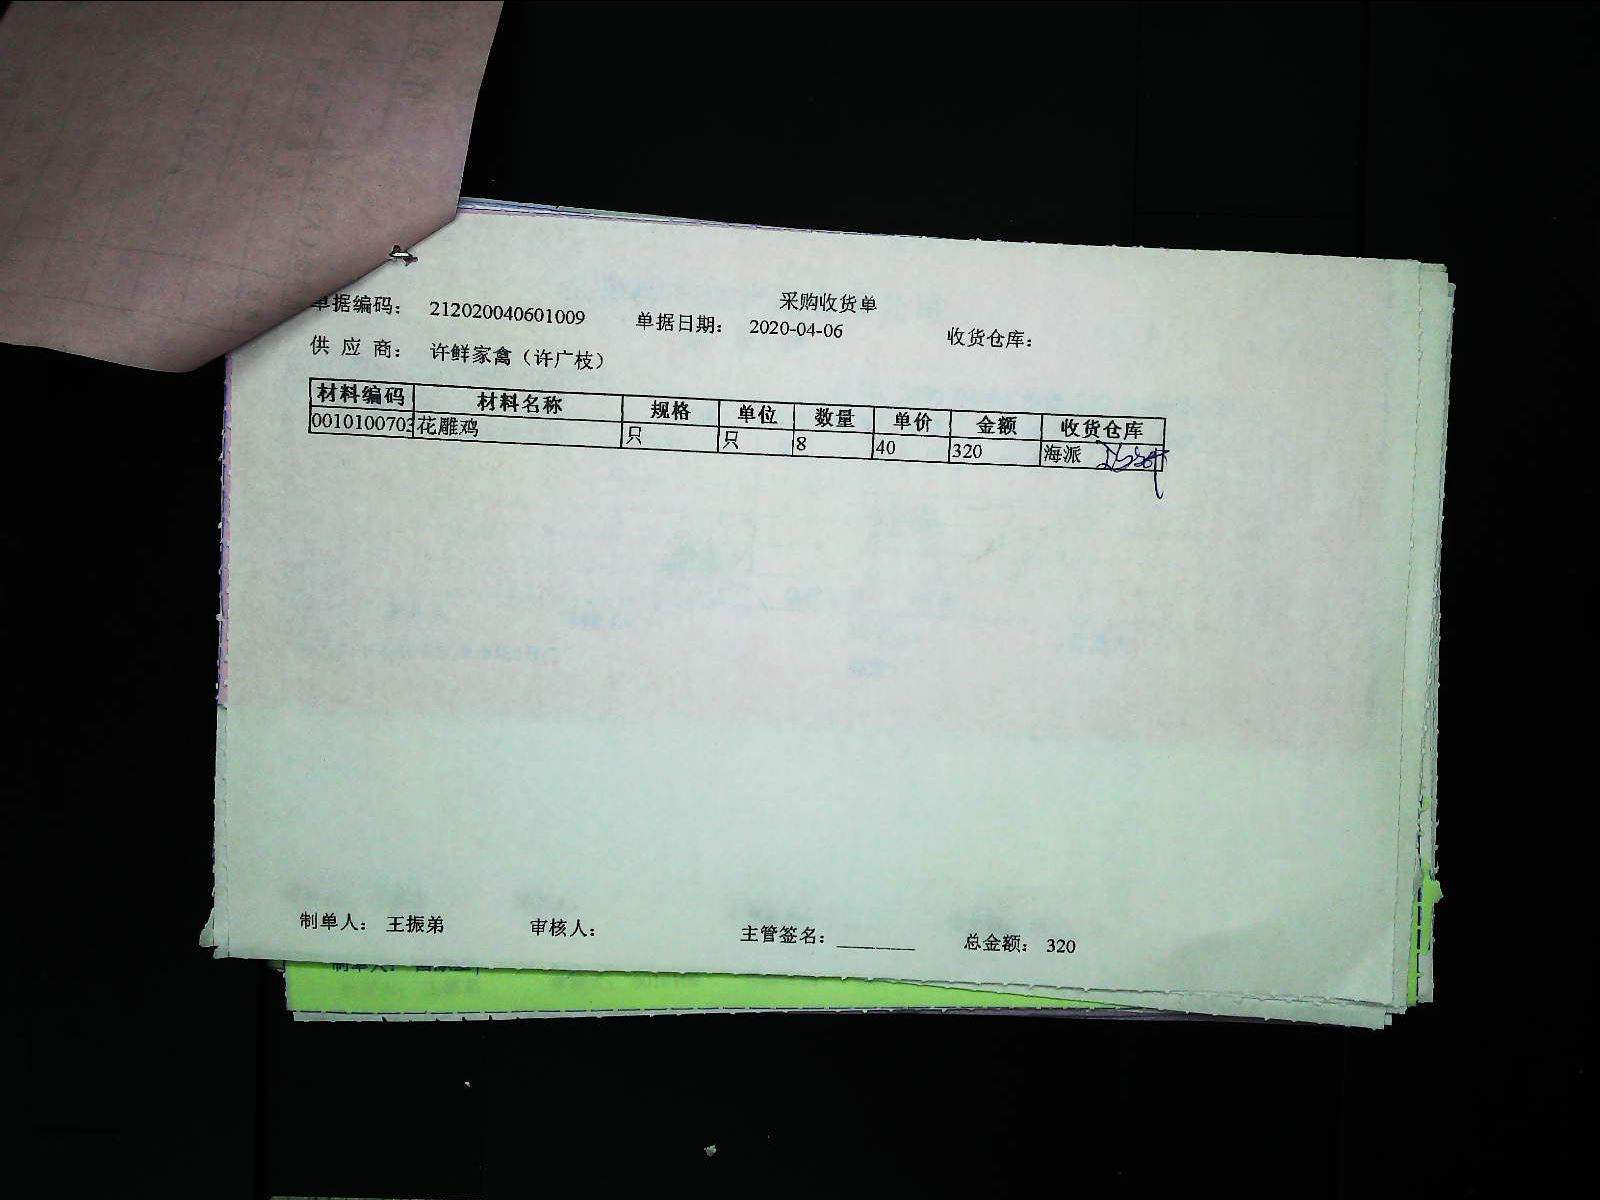 采购收货单
单据编码： 212020040601009 单据日期： 2020-04-06 收货仓库：
供 应 商： 许鲜家禽（许广枝）
材料编码 材料名称 规格 单位 数量 单价 金额 收货仓库
0010100703 花雕鸡 只 只 8 40 320 海派
制单人： 王振弟 审核人： 主管签名：________ 总金额： 320
制单人：